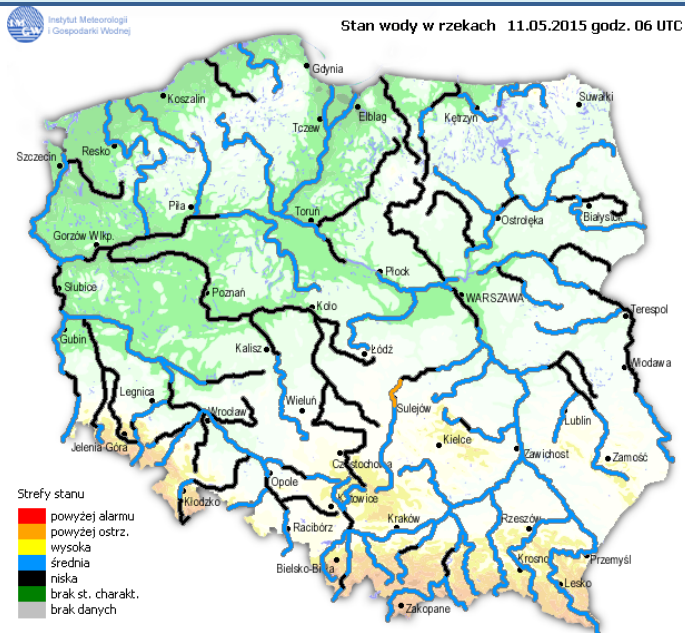 Instytut Meteorologii
i Gospodarki Wodnej
Stan wody w rzekach 11.05.2015 godz. 06 UTC
Gdynia
Koszalin
Suwałki
Tczew
Elbląg
Kętrzyn
Resko
Szczecin
Piła
Toruń
Ostrołęka
Białystok
Gorzów Wlkp.
Płock
Słubice
Poznań
Koło
WARSZAWA
Terespol
Gubin
Kalisz
Łódź
Włodawa
Legnica
Wieluń
Sulejów
Wrocław
Lublin
Jelenia Góra
Kielce
Zawichost
Zamość
Częstochowa
Opole
Kłodzko
Katowice
Racibórz
Kraków
Rzeszów
Bielsko-Biała
Krosno
Przemyśl
Lesko
Zakopane
Strefy stanu
powyżej alarmu
powyżej ostrz.
wysoka
średnia
niska
brak st. charakt.
brak danych